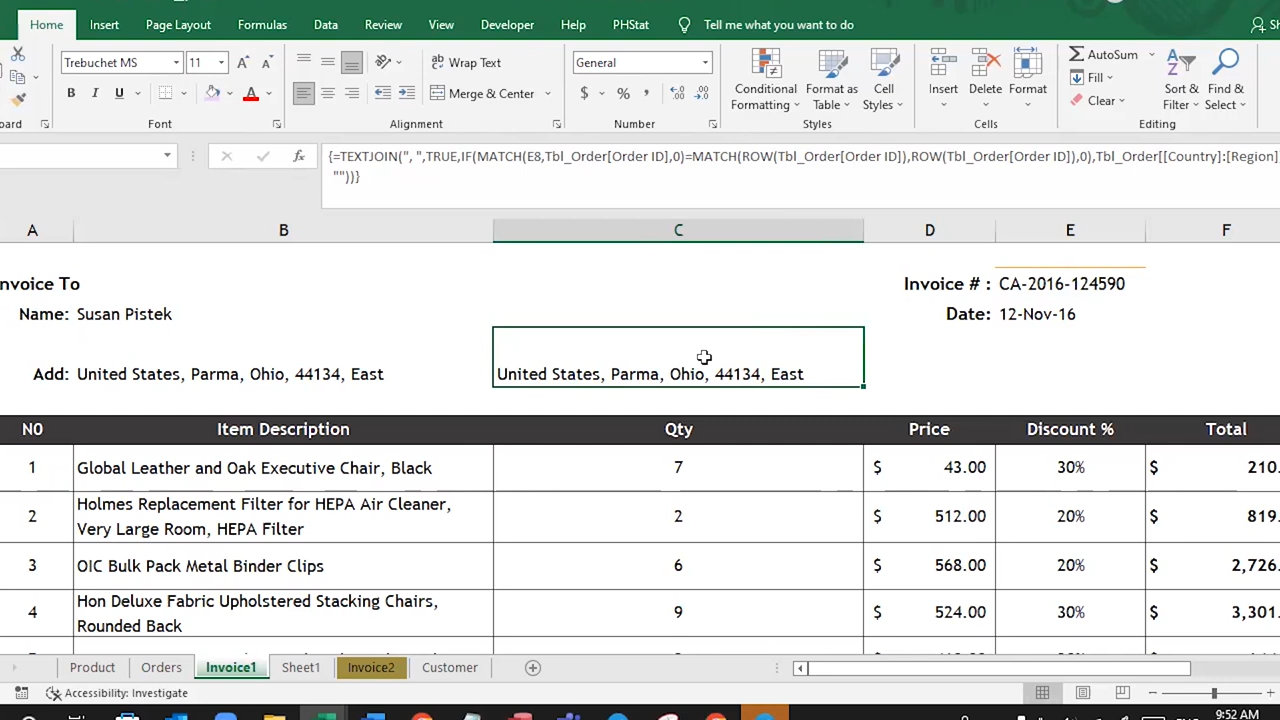 Home Insert Page Layout Formulas Data Review View Developer Help PHStat Tell me what you want to do
Trebuchet MS 11 Wrap Text General AutoSum
Merge & Center Conditional Formatting Format as Table Cell Styles Insert Delete Format Fill Clear Sort & Filter Find & Select
Font Alignment Number Styles Cells Editing
{=TEXTJOIN(", ",TRUE,IF(MATCH(E8,Tbl_Order[Order ID],0)=MATCH(ROW(Tbl_Order[Order ID]),ROW(Tbl_Order[Order ID]),0),Tbl_Order[[Country]:[Region]
""))}
A B C D E F
nvoice To Invoice # : CA-2016-124590
Name: Susan Pistek Date: 12-Nov-16
Add: United States, Parma, Ohio, 44134, East United States, Parma, Ohio, 44134, East
N0 Item Description Qty Price Discount % Total
1 Global Leather and Oak Executive Chair, Black 7 $ 43.00 30% $ 210.
2 Holmes Replacement Filter for HEPA Air Cleaner, Very Large Room, HEPA Filter 2 $ 512.00 20% $ 819.
3 OIC Bulk Pack Metal Binder Clips 6 $ 568.00 20% $ 2,726.
4 Hon Deluxe Fabric Upholstered Stacking Chairs, Rounded Back 9 $ 524.00 30% $ 3,301.
Product Orders Invoice1 Sheet1 Invoice2 Customer
Accessibility: Investigate
9:52 AM